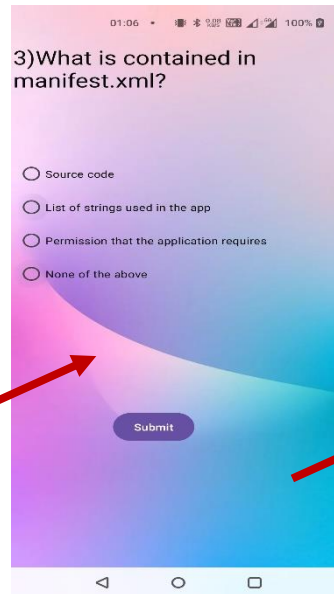 01:06 • 100%
3)What is contained in
manifest.xml?
Source code
List of strings used in the app
Permission that the application requires
None of the above
Submit